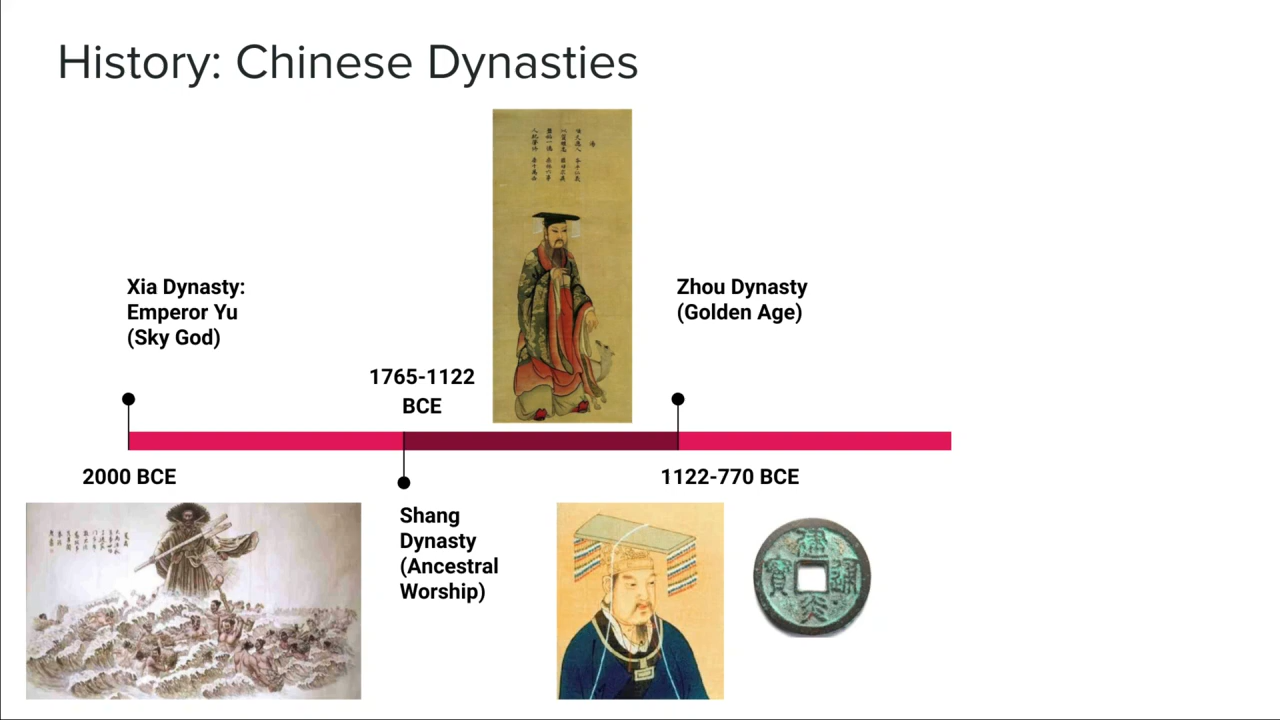 History: Chinese Dynasties
Xia Dynasty:
Emperor Yu
(Sky God)
1765-1122
BCE
Zhou Dynasty
(Golden Age)
2000 BCE
1122-770 BCE
Shang
Dynasty
(Ancestral
Worship)